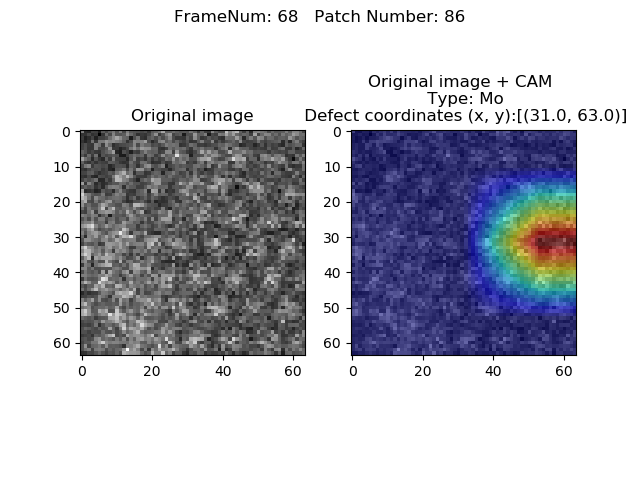 FrameNum: 68   Patch Number: 86
Original image
0
10
20
30
40
50
60
0 20 40 60
Original image + CAM
Type: Mo
Defect coordinates (x, y):[(31.0, 63.0)]
0
10
20
30
40
50
60
0 20 40 60